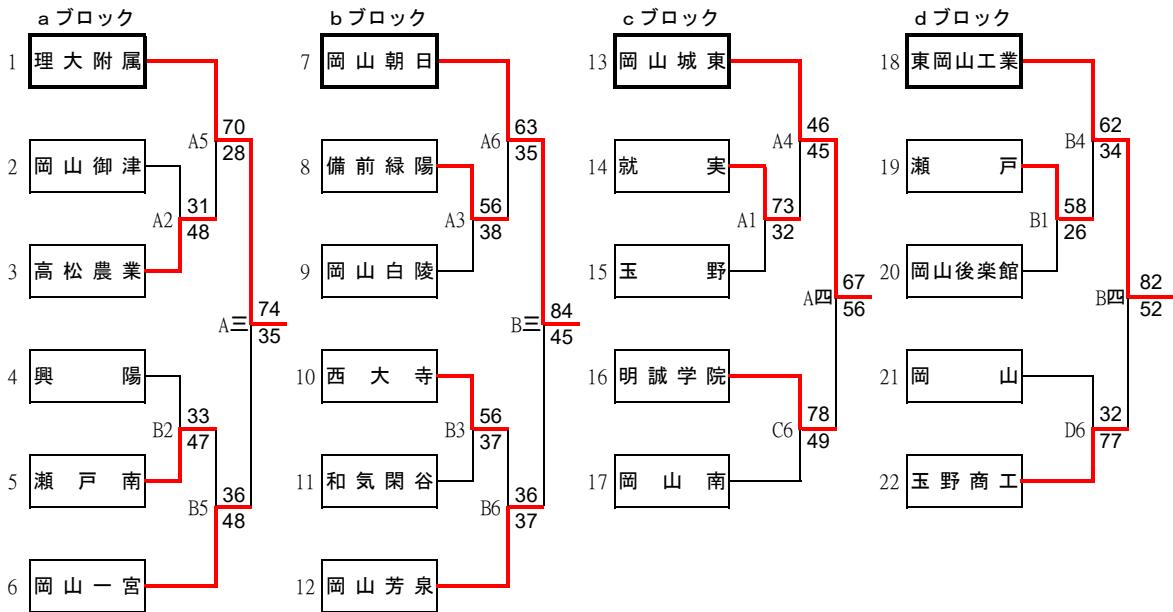 aブロック
1 理大附属
2 岡山御津
3 高松農業
4 興陽
5 瀬戸南
6 岡山一宮
A5 70
28
A2 31
48
A三 74
35
B2 33
47
B5 36
48
bブロック
7 岡山朝日
8 備前緑陽
9 岡山白陵
10 西大寺
11 和気閑谷
12 岡山芳泉
A6 63
35
A3 56
38
B三 84
45
B3 56
37
B6 36
37
cブロック
13 岡山城東
14 就実
15 玉野
16 明誠学院
17 岡山南
A4 46
45
A1 73
32
A四 67
56
C6 78
49
dブロック
18 東岡山工業
19 瀬戸
20 岡山後楽館
21 岡山
22 玉野商工
B4 62
34
B1 58
26
B四 82
52
D6 32
77